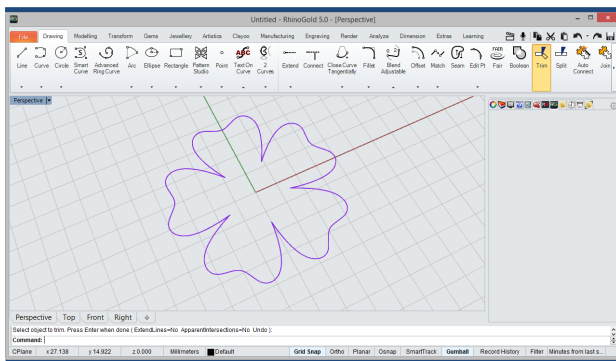 Untitled - RhinoGold 5.0 - [Perspective]
File Drawing Modelling Transform Gems Jewellery Artistics Clayoo Manufacturing Engraving Render Analyze Dimension Extras Learning
Line Curve Circle Smart Curve Advanced Ring Curve Arc Ellipse Rectangle Pattern Studio Point Text On Curve 2 Curves Extend Connect Close Curve Tangentially Fillet Blend Adjustable Offset Match Seam Edit Pt Fair Boolean Trim Split Auto Connect Join
Perspective
Perspective Top Front Right
Select object to trim. Press Enter when done ( ExtendLines=No ApparentIntersections=No Undo ):
Command:
CPlane x 27.138 y 14.922 z 0.000 Millimeters Default Grid Snap Ortho Planar Osnap SmartTrack Gumball Record History Filter Minutes from last s...